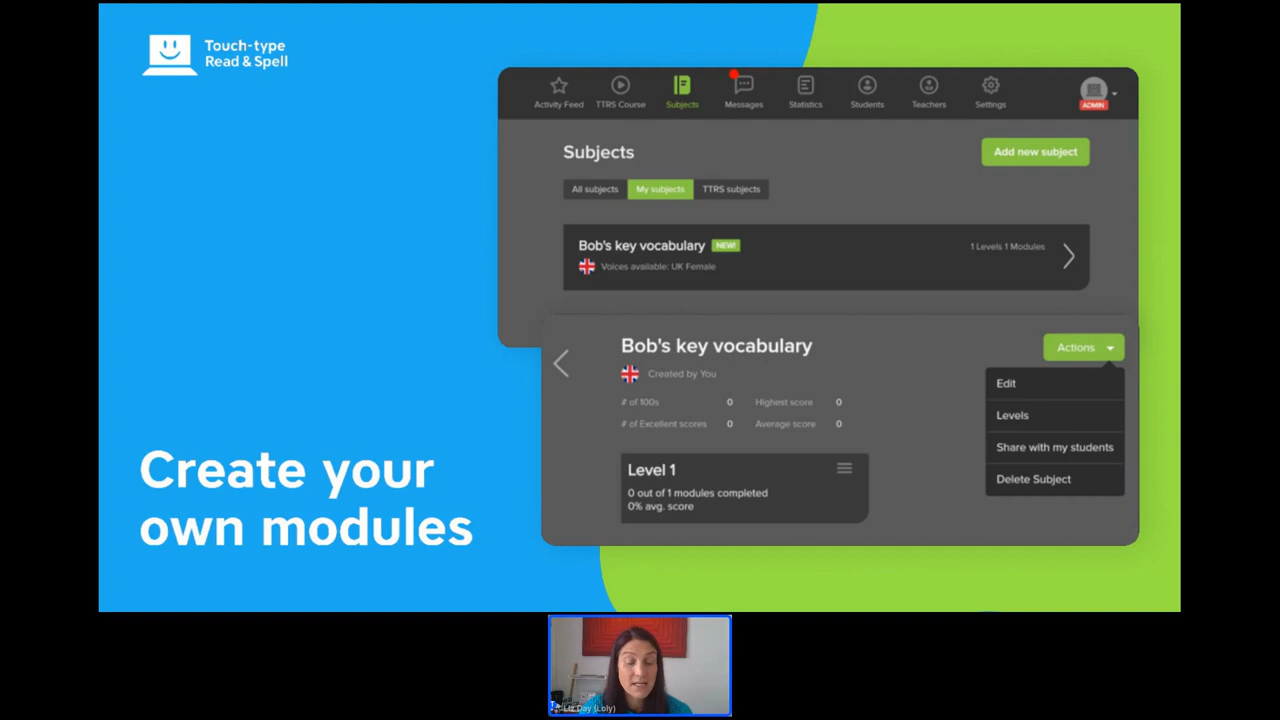 Touch-type
Read & Spell
Activity Feed
TTRS Course
Subjects
Messages
Statistics
Students
Teachers
Settings
ADMIN
Subjects
Add new subject
All subjects
My subjects
TTRS subjects
Bob's key vocabulary NEW!
1 Levels 1 Modules
Voices available: UK Female
Bob's key vocabulary
Actions
Created by You
Edit
# of 100s 0 Highest score 0
Levels
# of Excellent scores 0 Average score 0
Share with my students
Delete Subject
Level 1
0 out of 1 modules completed
0% avg. score
Create your
own modules
Liz Day (Loly)